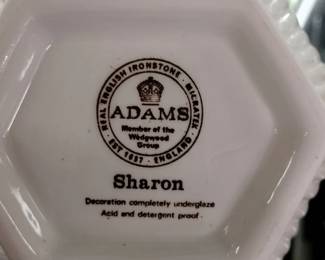 REAL ENGLISH IRONSTONE · MICRATEX ·
ADAMS
Member of the
Wedgwood
Group
EST 1657 · ENGLAND ·
Sharon
Decoration completely underglaze
Acid and detergent proof